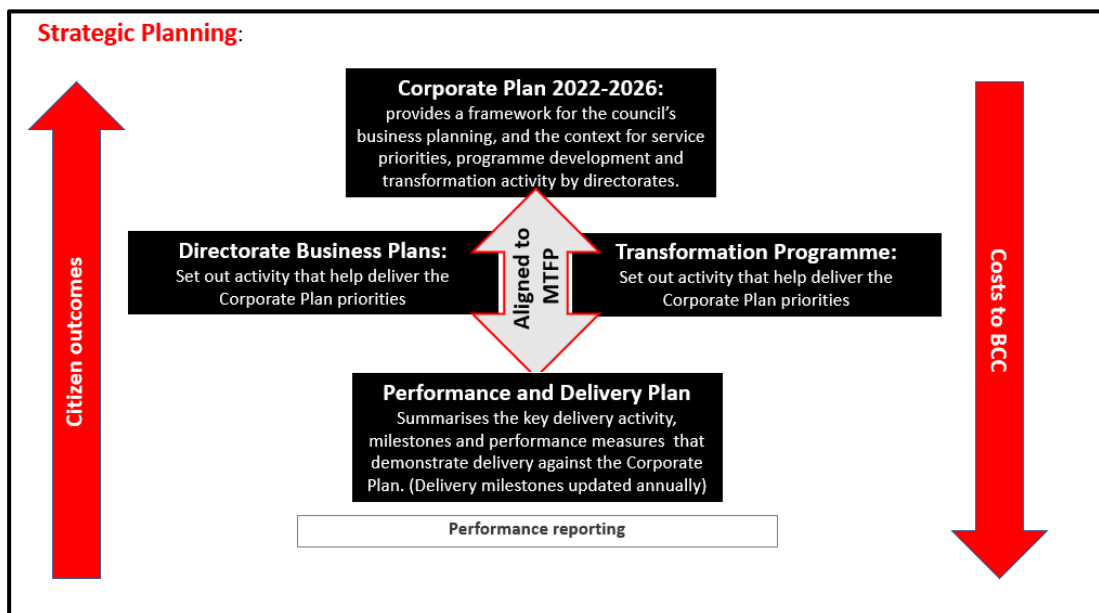 Strategic Planning:
Corporate Plan 2022-2026:
provides a framework for the council's
business planning, and the context for service
priorities, programme development and
transformation activity by directorates.
Directorate Business Plans:
Set out activity that help deliver the
Corporate Plan priorities
Aligned to
MTFP
Transformation Programme:
Set out activity that help deliver the
Corporate Plan priorities
Citizen outcomes
Costs to BCC
Performance and Delivery Plan
Summarises the key delivery activity,
milestones and performance measures that
demonstrate delivery against the Corporate
Plan. (Delivery milestones updated annually)
Performance reporting